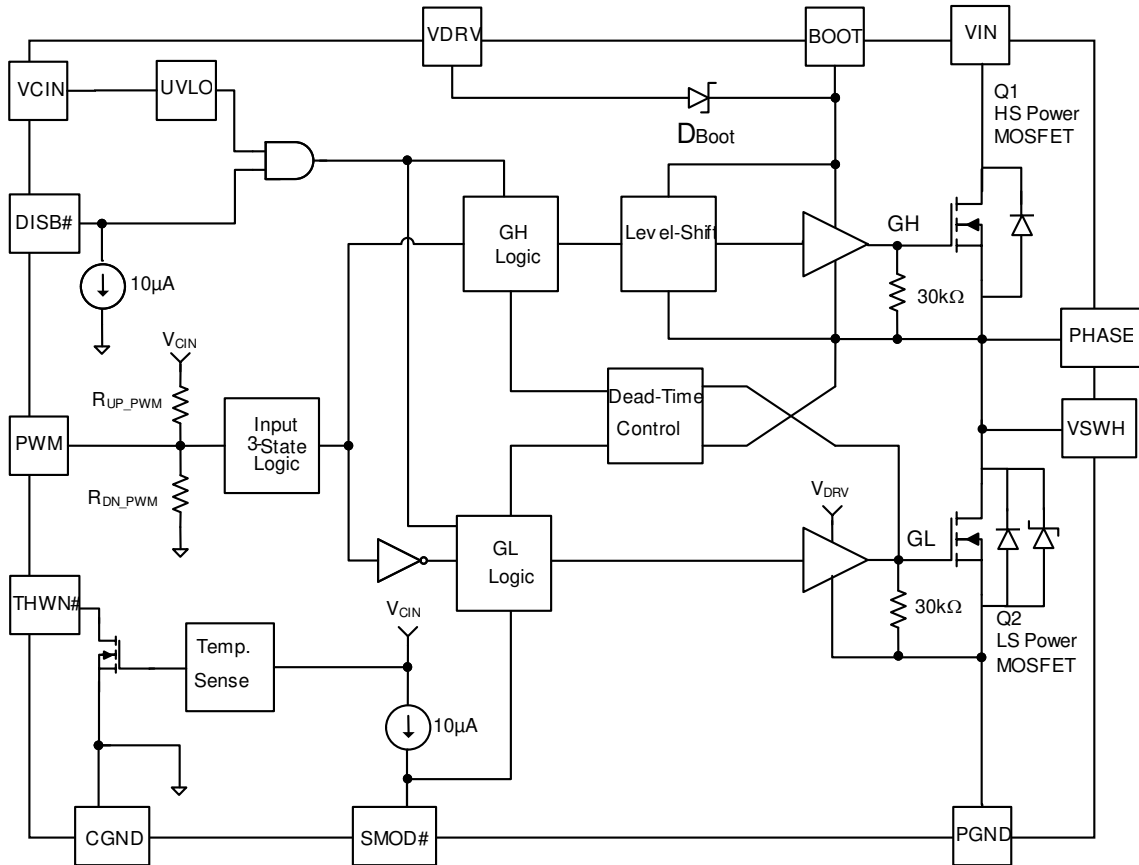 VDRV
BOOT
VIN
VCIN
UVLO
Q1
HS Power
MOSFET
DBoot
DISB#
GH
Logic
Level-Shift
GH
10µA
30kΩ
VCIN
PHASE
RUP_PWM
Dead-Time
Control
PWM
Input
3-State
Logic
VSWH
RDN_PWM
VDRV
GL
Logic
GL
THWN#
VCIN
30kΩ
Q2
LS Power
MOSFET
Temp.
Sense
10µA
CGND
SMOD#
PGND